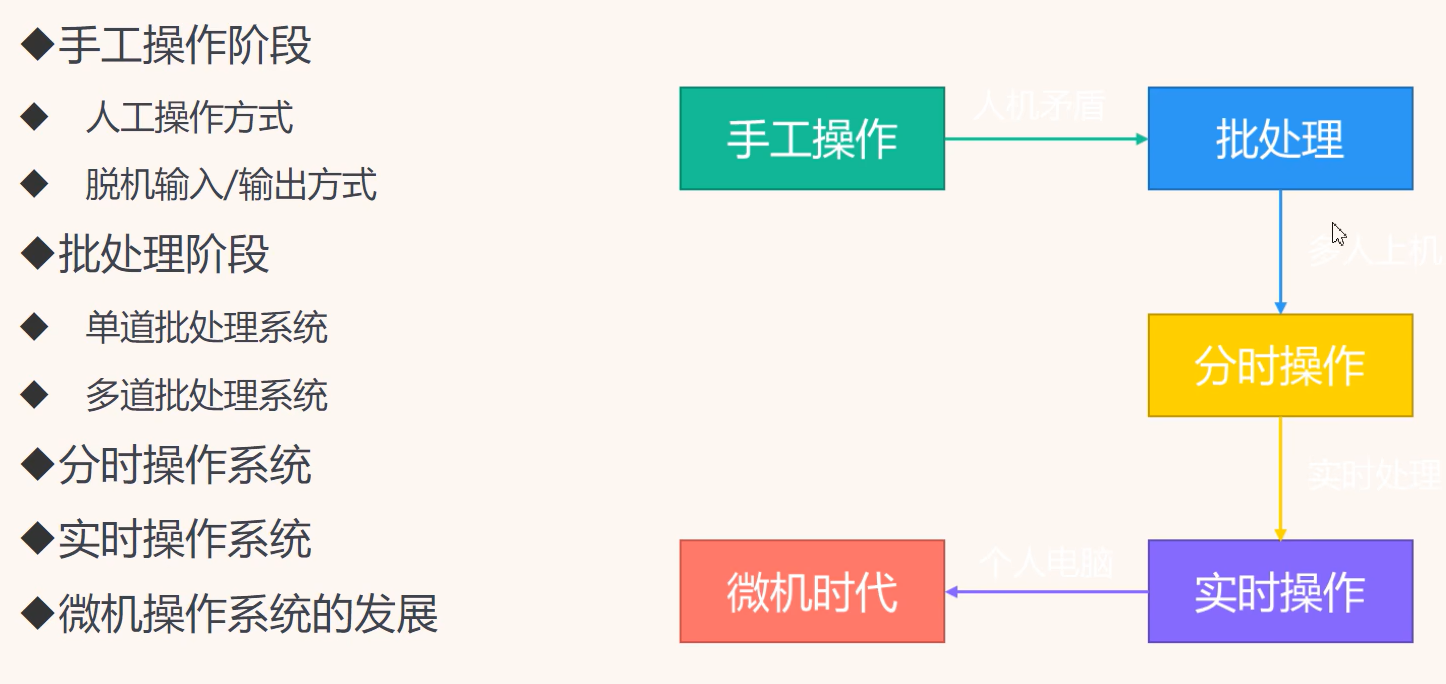 ◆手工操作阶段
◆ 人工操作方式
◆ 脱机输入/输出方式
◆批处理阶段
◆ 单道批处理系统
◆ 多道批处理系统
◆分时操作系统
◆实时操作系统
◆微机操作系统的发展
手工操作
人机矛盾
批处理
多人上机
分时操作
实时处理
实时操作
个人电脑
微机时代